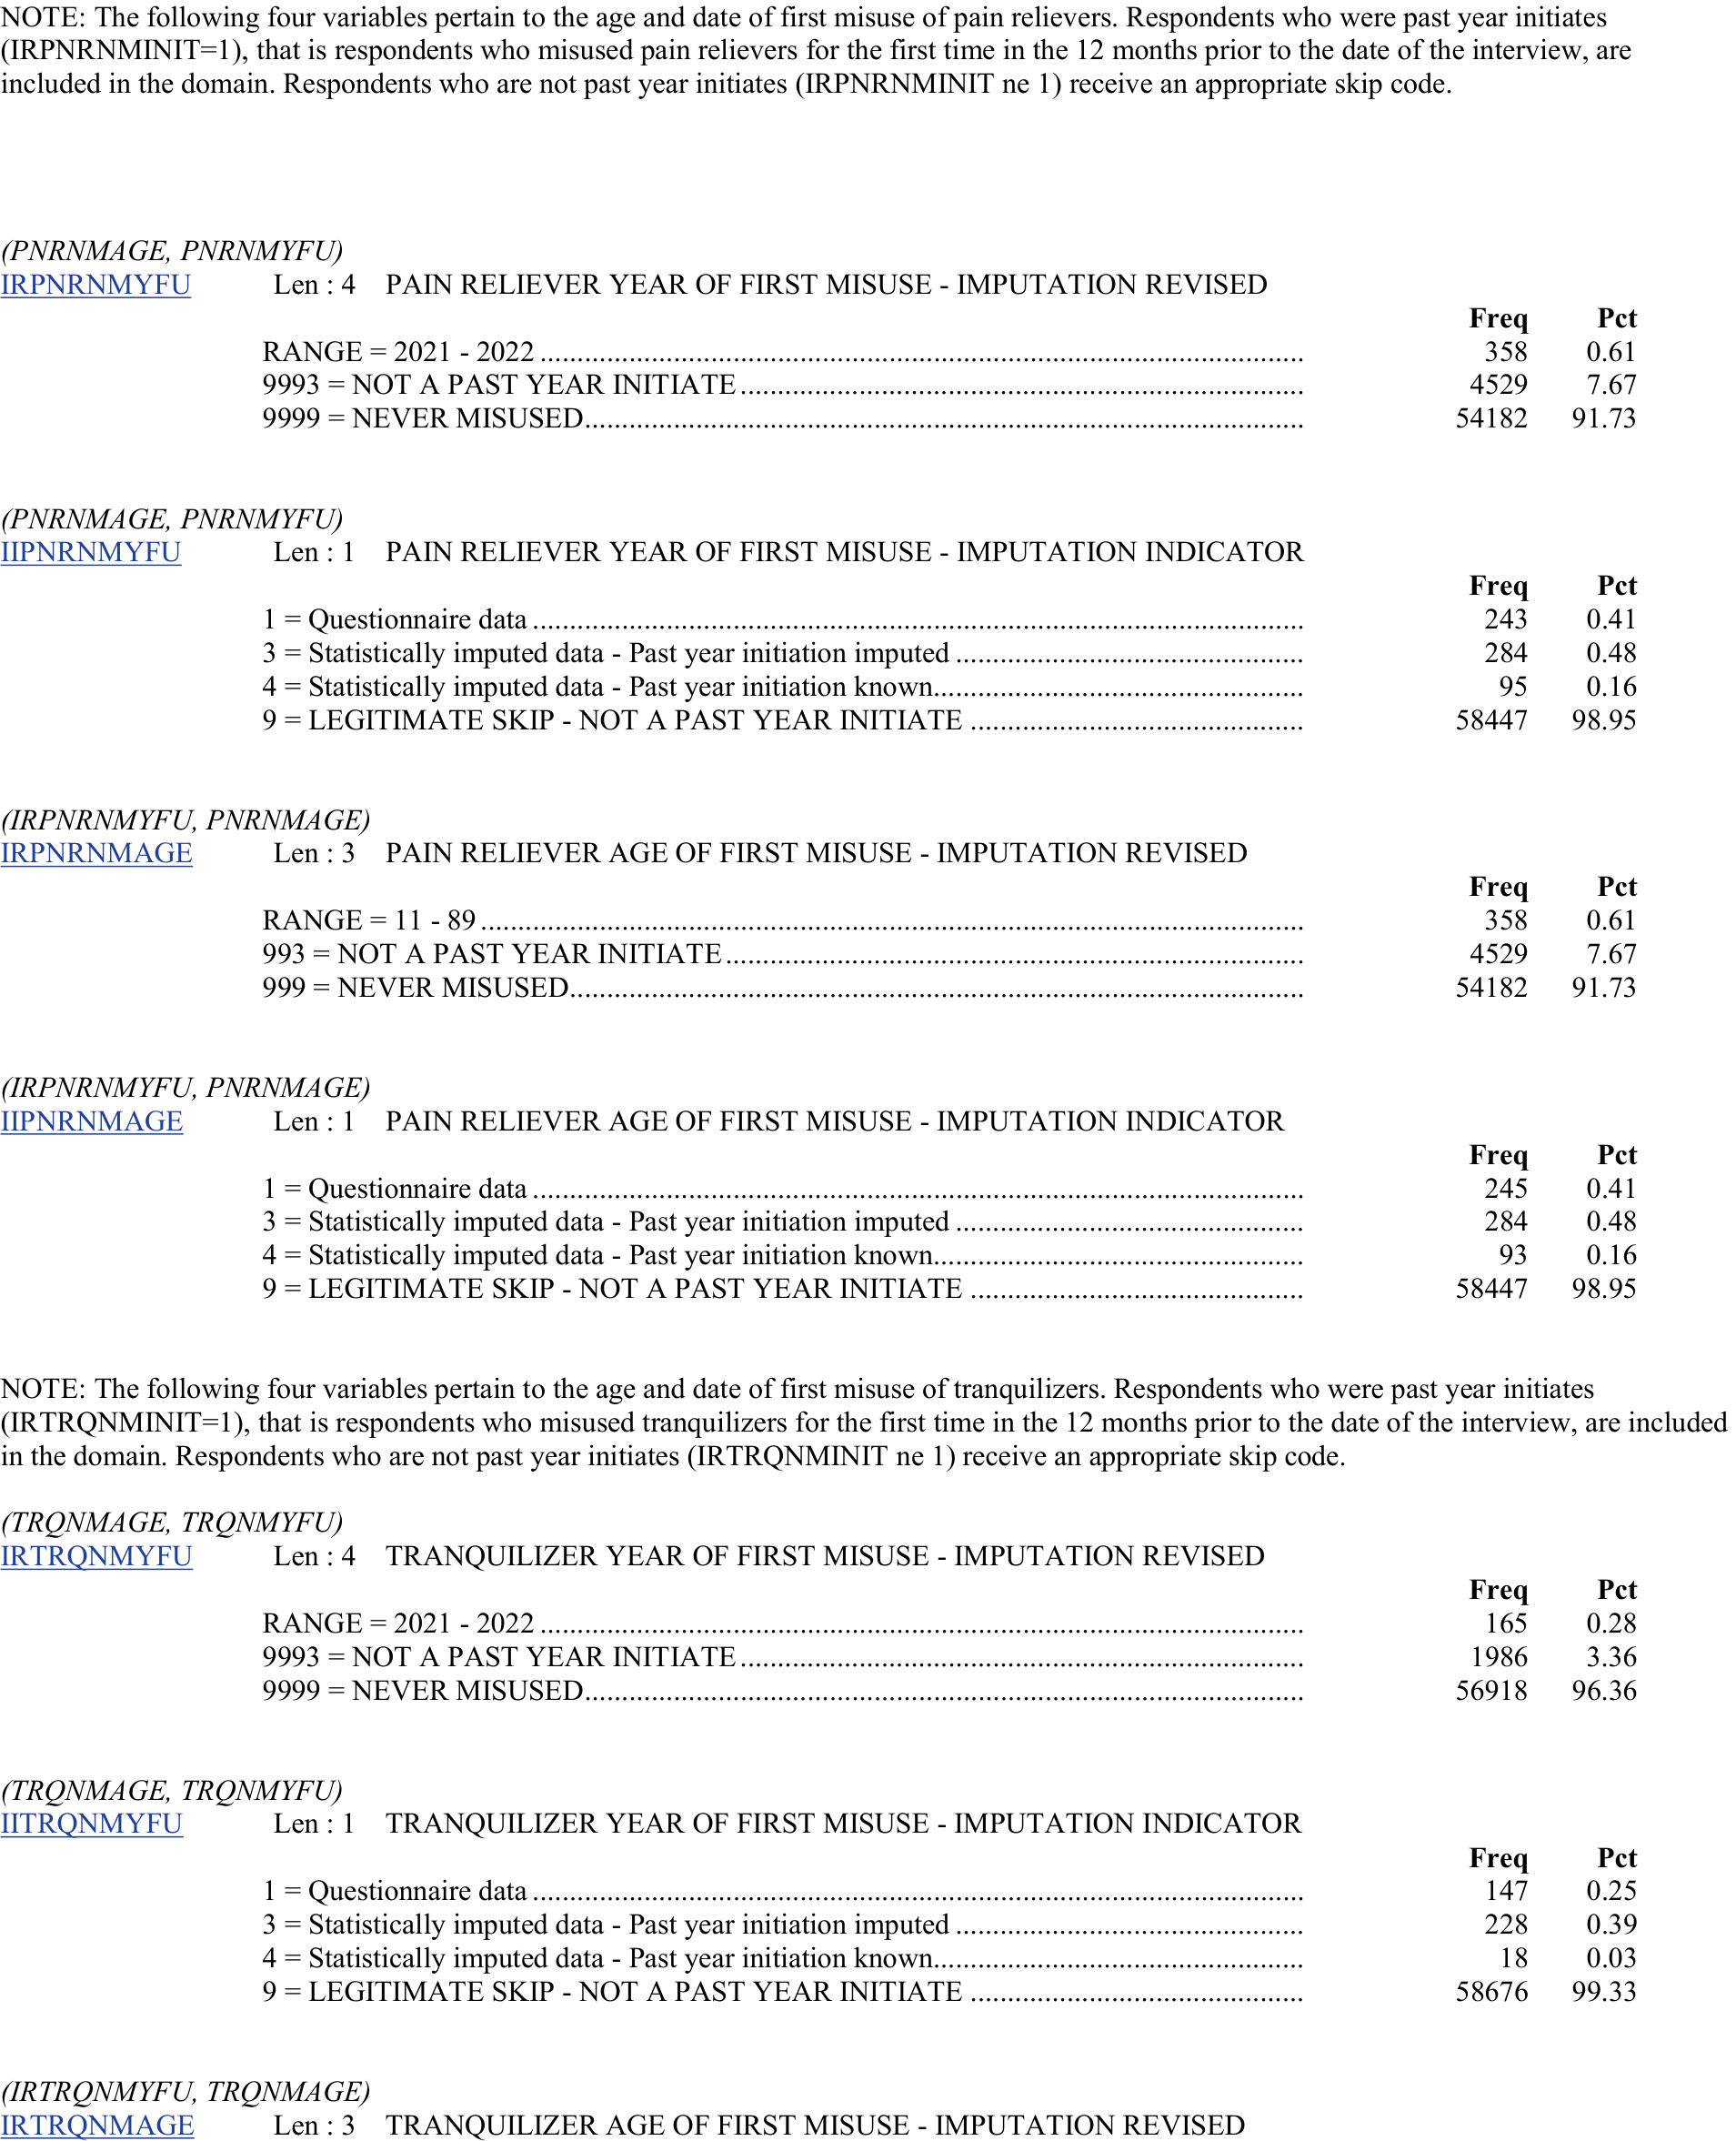 NOTE: The following four variables pertain to the age and date of first misuse of pain relievers. Respondents who were past year initiates
(IRPNRNMINIT=1), that is respondents who misused pain relievers for the first time in the 12 months prior to the date of the interview, are
included in the domain. Respondents who are not past year initiates (IRPNRNMINIT ne 1) receive an appropriate skip code.
(PNRNMAGE, PNRNMYFU)
IRPNRNMYFU Len : 4 PAIN RELIEVER YEAR OF FIRST MISUSE - IMPUTATION REVISED
Freq Pct
RANGE = 2021 - 2022 ........ 358 0.61
9993 = NOT A PAST YEAR INITIATE ........ 4529 7.67
9999 = NEVER MISUSED ........ 54182 91.73
(PNRNMAGE, PNRNMYFU)
IIPNRNMYFU Len : 1 PAIN RELIEVER YEAR OF FIRST MISUSE - IMPUTATION INDICATOR
Freq Pct
1 = Questionnaire data ........ 243 0.41
3 = Statistically imputed data - Past year initiation imputed ........ 284 0.48
4 = Statistically imputed data - Past year initiation known ........ 95 0.16
9 = LEGITIMATE SKIP - NOT A PAST YEAR INITIATE ........ 58447 98.95
(IRPNRNMYFU, PNRNMAGE)
IRPNRNMAGE Len : 3 PAIN RELIEVER AGE OF FIRST MISUSE - IMPUTATION REVISED
Freq Pct
RANGE = 11 - 89 ........ 358 0.61
993 = NOT A PAST YEAR INITIATE ........ 4529 7.67
999 = NEVER MISUSED ........ 54182 91.73
(IRPNRNMYFU, PNRNMAGE)
IIPNRNMAGE Len : 1 PAIN RELIEVER AGE OF FIRST MISUSE - IMPUTATION INDICATOR
Freq Pct
1 = Questionnaire data ........ 245 0.41
3 = Statistically imputed data - Past year initiation imputed ........ 284 0.48
4 = Statistically imputed data - Past year initiation known ........ 93 0.16
9 = LEGITIMATE SKIP - NOT A PAST YEAR INITIATE ........ 58447 98.95
NOTE: The following four variables pertain to the age and date of first misuse of tranquilizers. Respondents who were past year initiates
(IRTRQNMINIT=1), that is respondents who misused tranquilizers for the first time in the 12 months prior to the date of the interview, are included
in the domain. Respondents who are not past year initiates (IRTRQNMINIT ne 1) receive an appropriate skip code.
(TRQNMAGE, TRQNMYFU)
IRTRQNMYFU Len : 4 TRANQUILIZER YEAR OF FIRST MISUSE - IMPUTATION REVISED
Freq Pct
RANGE = 2021 - 2022 ........ 165 0.28
9993 = NOT A PAST YEAR INITIATE ........ 1986 3.36
9999 = NEVER MISUSED ........ 56918 96.36
(TRQNMAGE, TRQNMYFU)
IITRQNMYFU Len : 1 TRANQUILIZER YEAR OF FIRST MISUSE - IMPUTATION INDICATOR
Freq Pct
1 = Questionnaire data ........ 147 0.25
3 = Statistically imputed data - Past year initiation imputed ........ 228 0.39
4 = Statistically imputed data - Past year initiation known ........ 18 0.03
9 = LEGITIMATE SKIP - NOT A PAST YEAR INITIATE ........ 58676 99.33
(IRTRQNMYFU, TRQNMAGE)
IRTRQNMAGE Len : 3 TRANQUILIZER AGE OF FIRST MISUSE - IMPUTATION REVISED